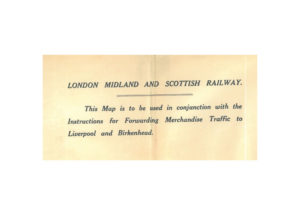 LONDON MIDLAND AND SCOTTISH RAILWAY.
This Map is to be used in conjunction with the
Instructions for Forwarding Merchandise Traffic to
Liverpool and Birkenhead.